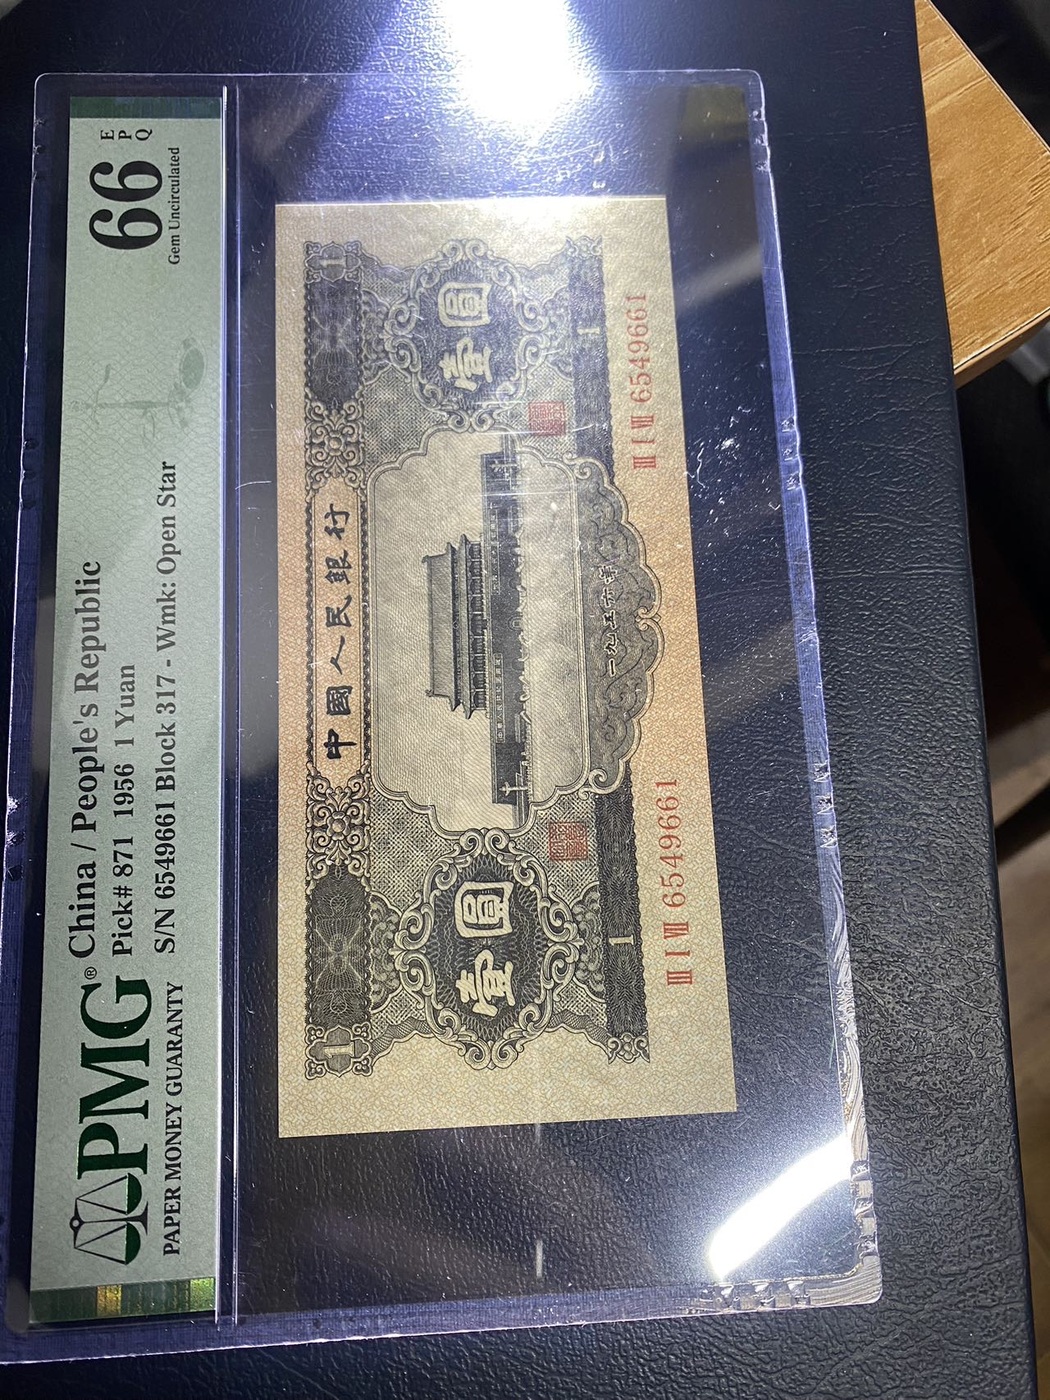 PMG®
PAPER MONEY GUARANTY
China / People's Republic
Pick# 871 1956 1 Yuan
S/N 6549661 Block 317 - Wmk: Open Star
66
EPQ
Gem Uncirculated
中國人民銀行
1
1
壹圓
壹圓
1
1
一九五六年
III I VII 6549661
III I VII 6549661